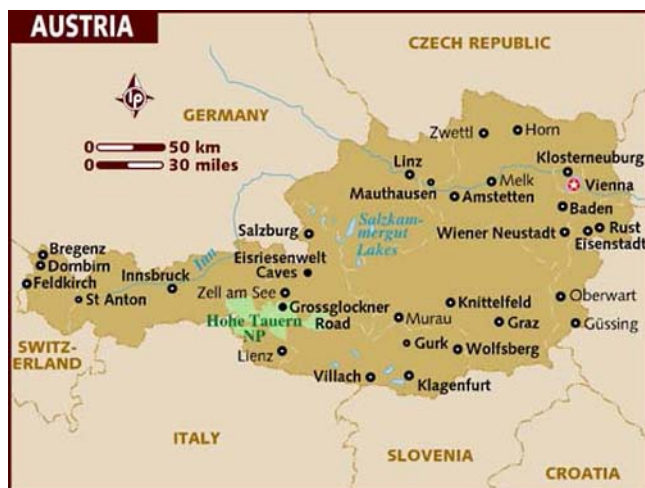 AUSTRIA
CZECH REPUBLIC
GERMANY
LP
0 50 km
0 30 miles
Zwettl
Horn
Linz
Klosterneuburg
Mauthausen
Melk
Vienna
Amstetten
Baden
Salzburg
Salzkam-
mergut
Lakes
Wiener Neustadt
Rust
Eisenstadt
Inn
Bregenz
Dornbirn
Feldkirch
Innsbruck
St Anton
Eisriesenwelt
Caves
Zell am See
Grossglockner
Road
Hohe Tauern
NP
Lienz
Knittelfeld
Oberwart
Murau
Graz
Güssing
Gurk
Wolfsberg
Villach
Klagenfurt
SWITZ-
ERLAND
ITALY
SLOVENIA
CROATIA